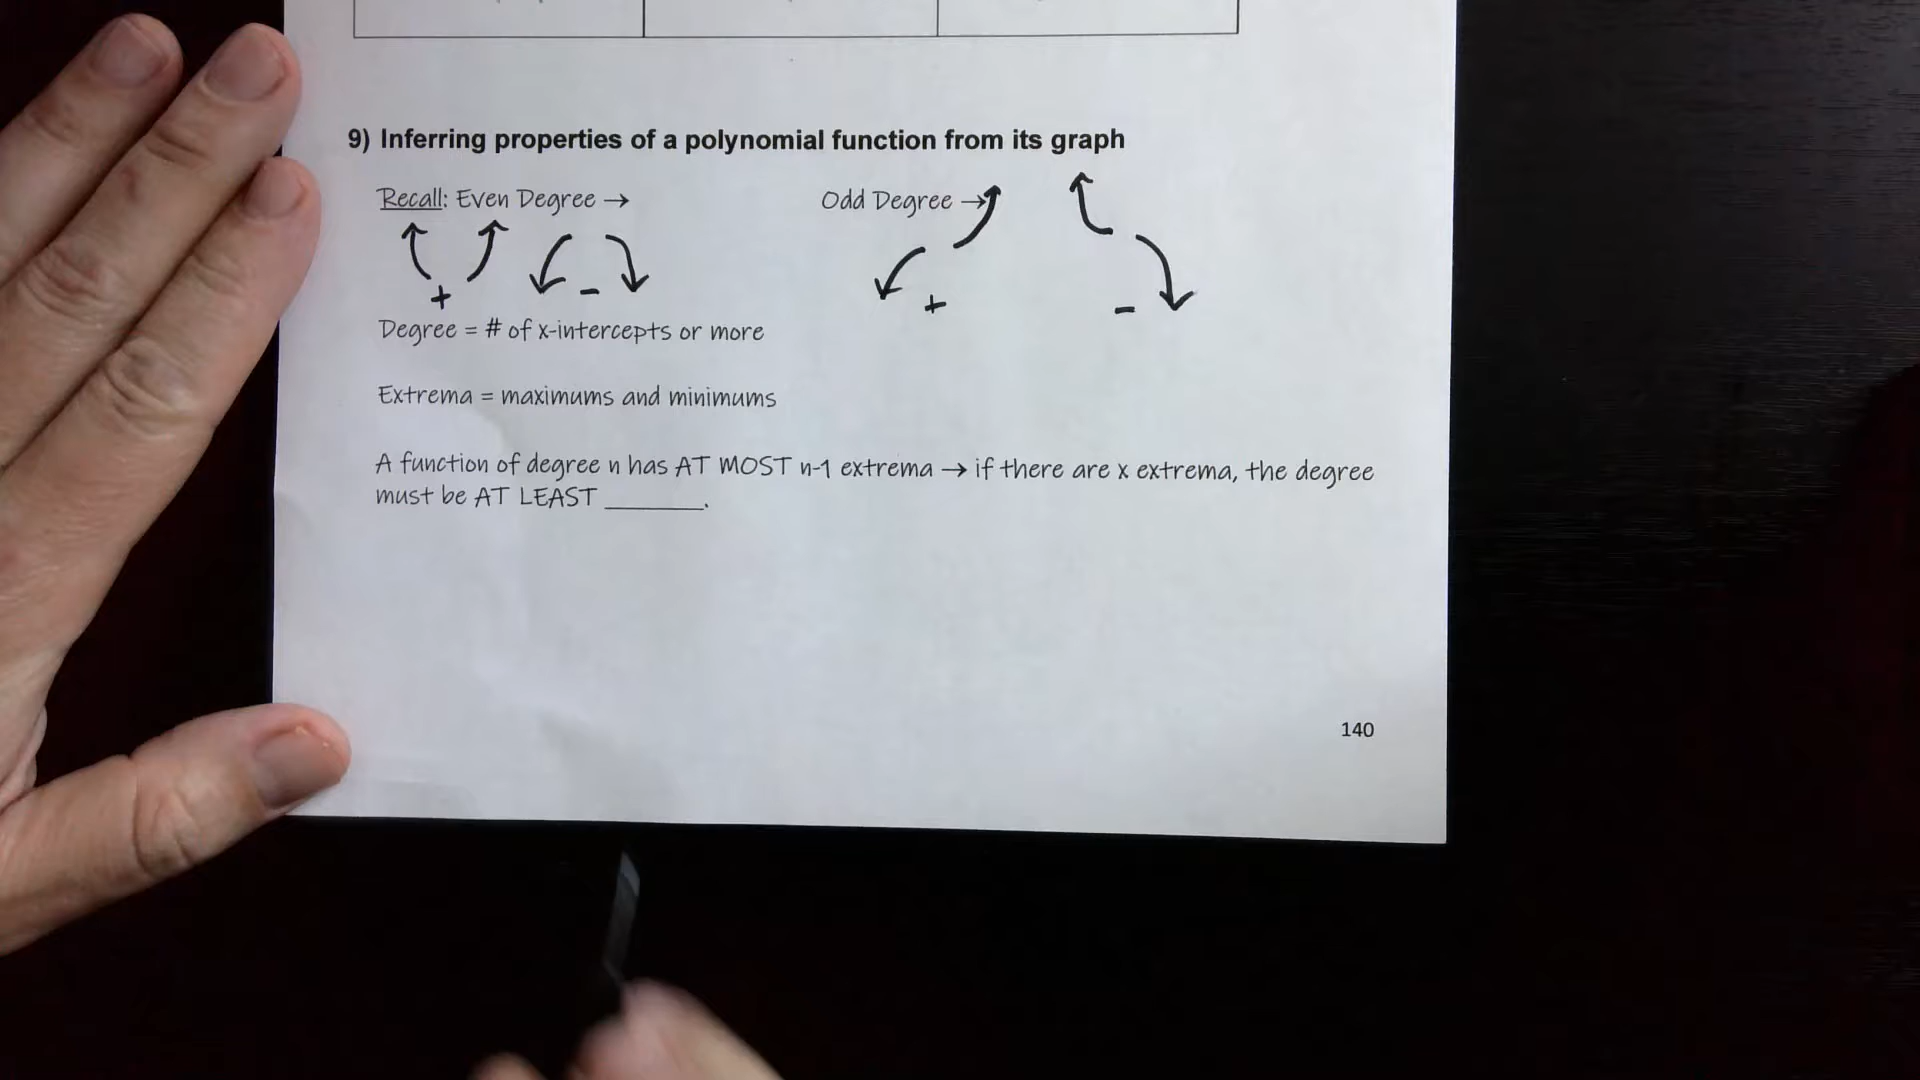 9) Inferring properties of a polynomial function from its graph
Recall: Even Degree → Odd Degree →
+ - + -
Degree = # of x-intercepts or more
Extrema = maximums and minimums
A function of degree n has AT MOST n-1 extrema → if there are x extrema, the degree
must be AT LEAST ________.
140